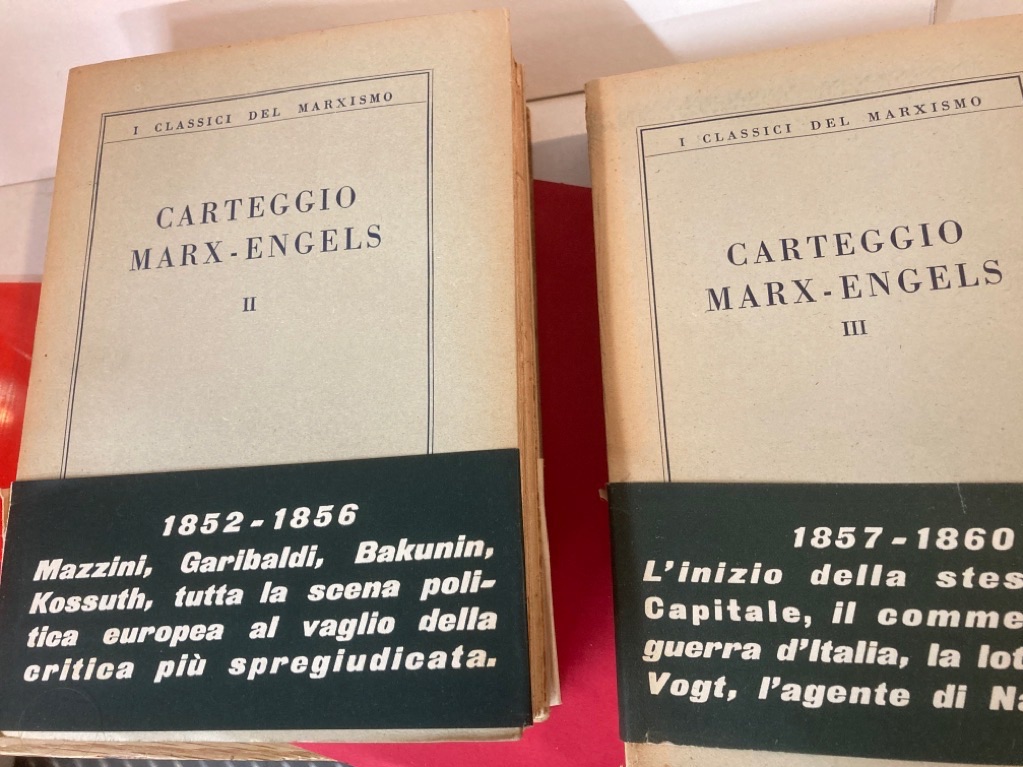 I CLASSICI DEL MARXISMO
CARTEGGIO
MARX-ENGELS
II
1852-1856
Mazzini, Garibaldi, Bakunin,
Kossuth, tutta la scena poli-
tica europea al vaglio della
critica più spregiudicata.
I CLASSICI DEL MARXISMO
CARTEGGIO
MARX-ENGELS
III
1857-1860
L'inizio della
Capitale, il
guerra d'Italia, la
Vogt, l'agente di